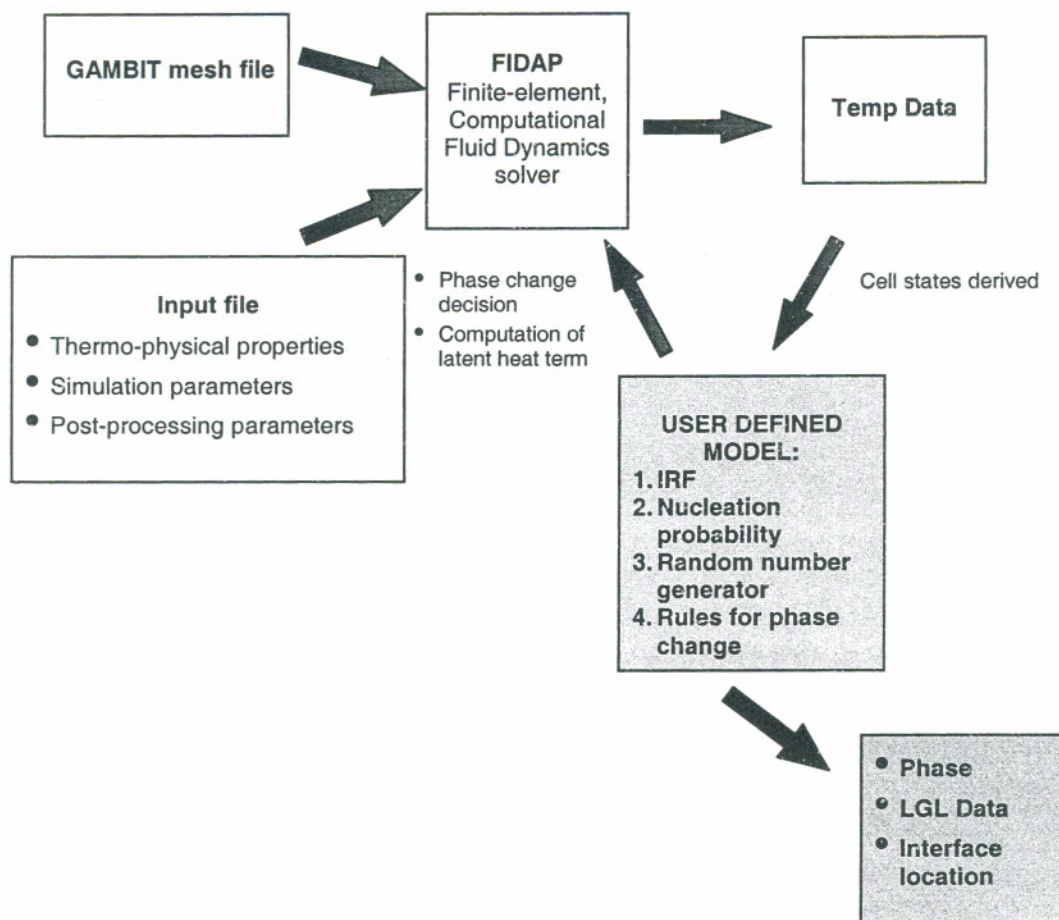 GAMBIT mesh file
FIDAP
Finite-element,
Computational
Fluid Dynamics
solver
Temp Data
Input file
• Thermo-physical properties
• Simulation parameters
• Post-processing parameters
• Phase change
decision
• Computation of
latent heat term
Cell states derived
USER DEFINED
MODEL:
1. IRF
2. Nucleation
probability
3. Random number
generator
4. Rules for phase
change
• Phase
• LGL Data
• Interface
location